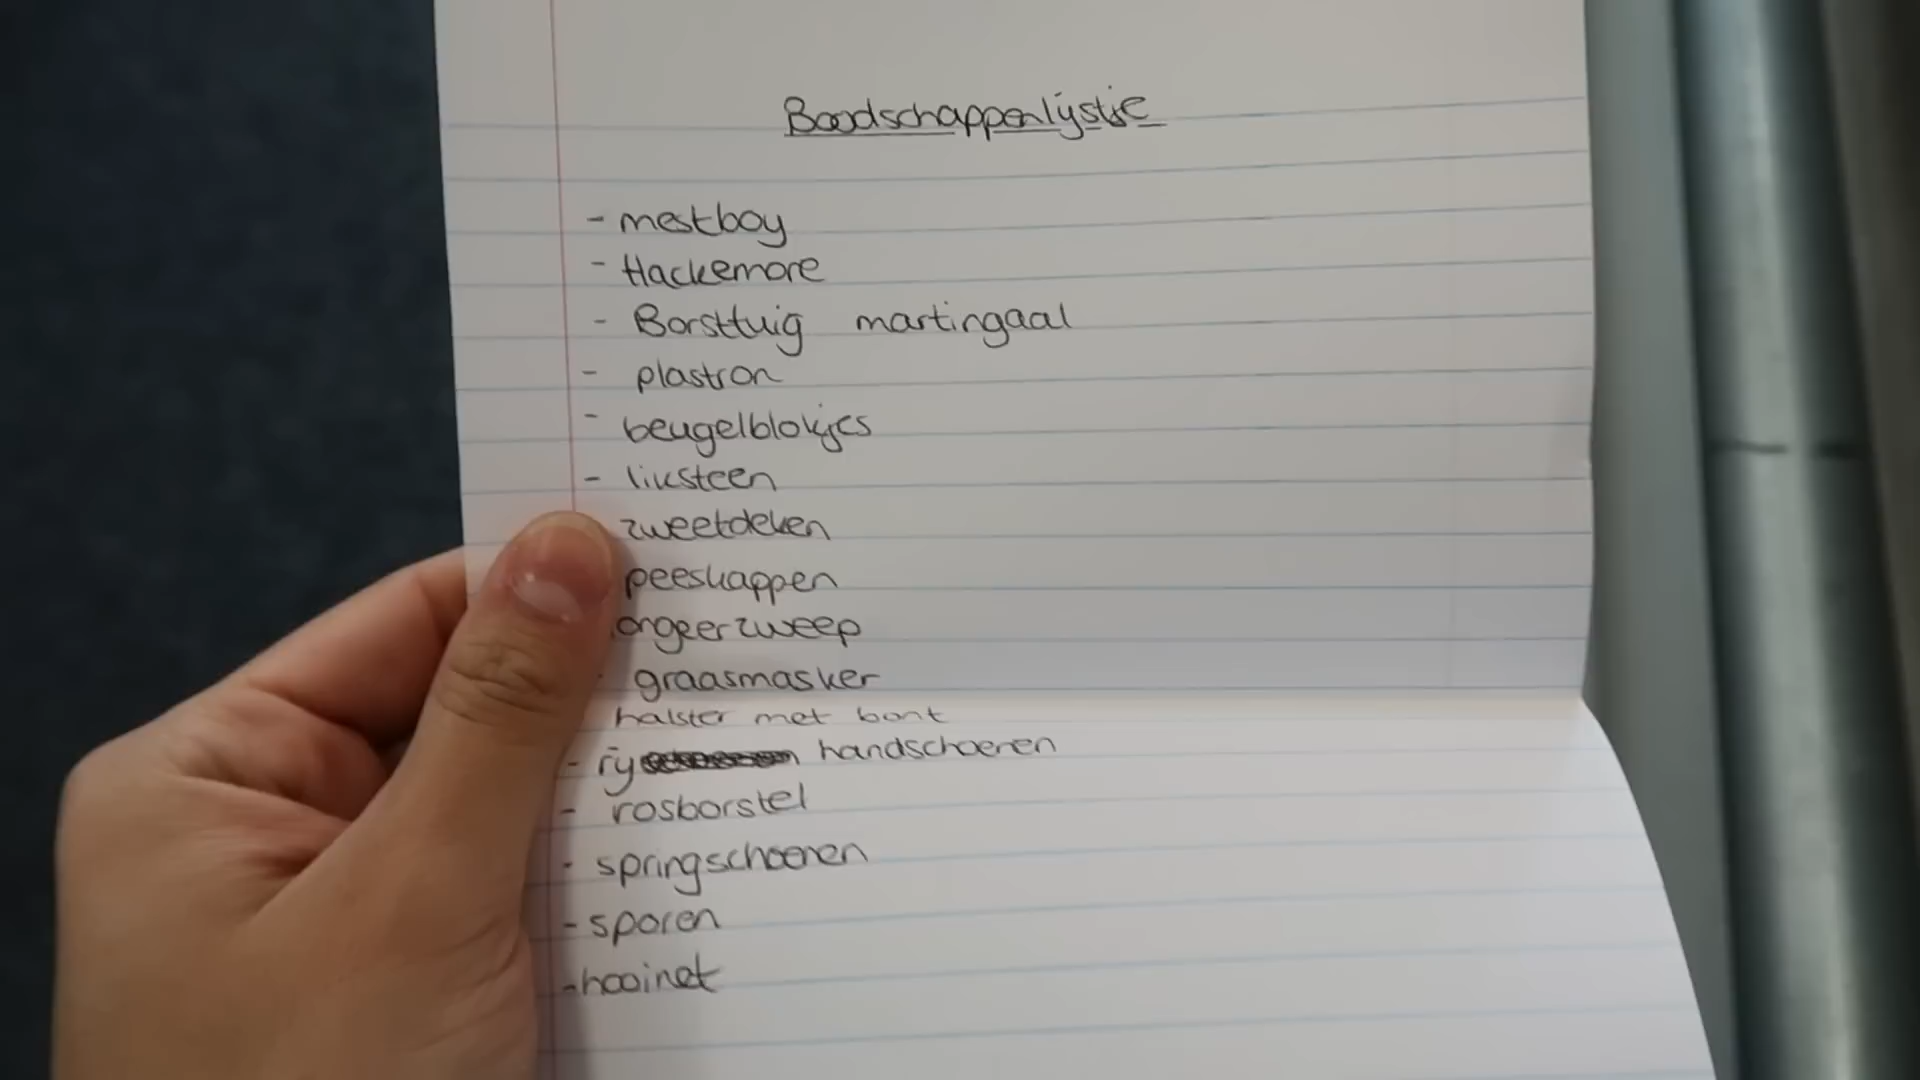 Boodschappenlijstje
- mestboy
- Hackemore
- Borsttuig martingaal
- plastron
- beugelblokjes
- liksteen
zweetdeken
peeskappen
longeerzweep
graasmasker
halster met bont
- rij handschoenen
- rosborstel
- springschoenen
- sporen
- hooinet